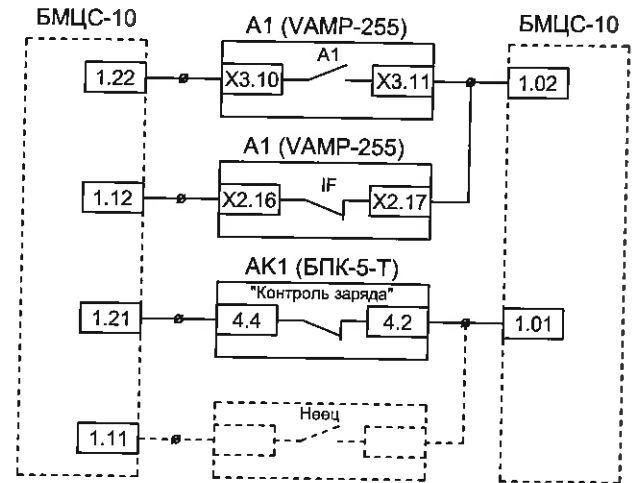 БМЦС-10
A1 (VAMP-255)
БМЦС-10
A1
1.22
X3.10
X3.11
1.02
A1 (VAMP-255)
IF
1.12
X2.16
X2.17
AK1 (БПК-5-Т)
"Контроль заряда"
1.21
4.4
4.2
1.01
Нөөц
1.11